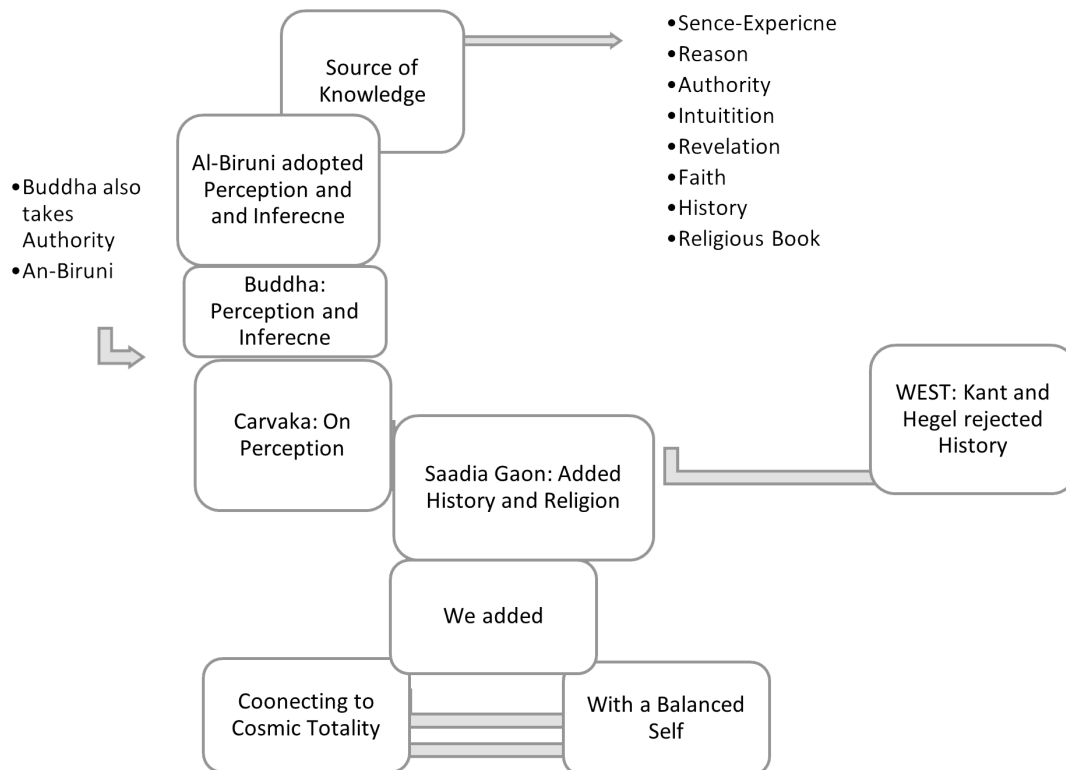 Source of
Knowledge
•Sence-Expericne
•Reason
•Authority
•Intuitition
•Revelation
•Faith
•History
•Religious Book
Al-Biruni adopted
Perception and
and Inferecne
•Buddha also
takes
Authority
•An-Biruni
Buddha:
Perception and
Inferecne
Carvaka: On
Perception
WEST: Kant and
Hegel rejected
History
Saadia Gaon: Added
History and Religion
We added
Coonecting to
Cosmic Totality
With a Balanced
Self